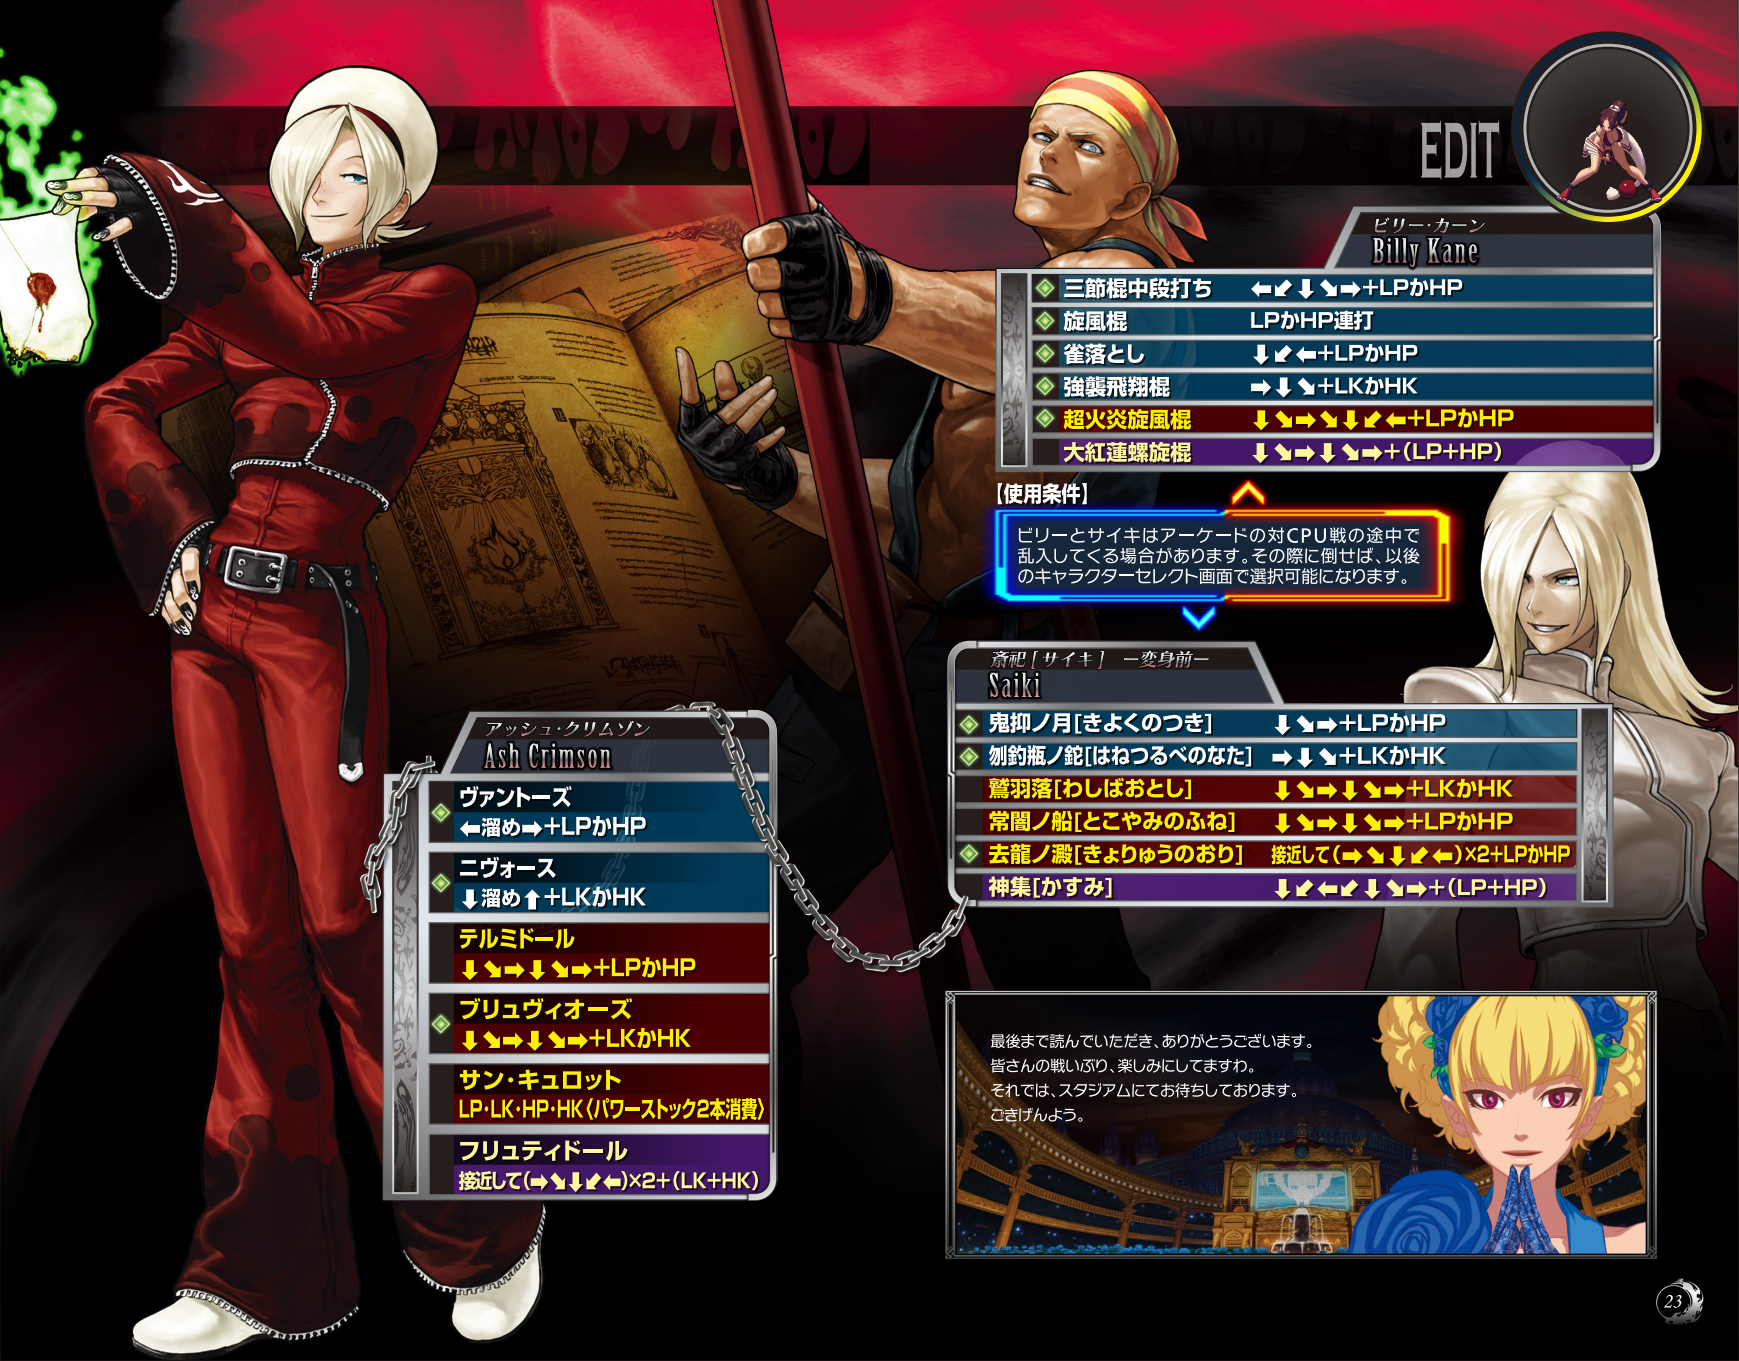 EDIT
ビリー・カーン
Billy Kane
三節棍中段打ち ←↙↓↘→+LPかHP
旋風棍 LPかHP連打
雀落とし ↓↙←+LPかHP
強襲飛翔棍 →↓↘+LKかHK
超火炎旋風棍 ↓↘→↘↓↙←+LPかHP
大紅蓮螺旋棍 ↓↘→↓↘→+(LP+HP)
【使用条件】
ビリーとサイキはアーケードの対CPU戦の途中で
乱入してくる場合があります。その際に倒せば、以後
のキャラクターセレクト画面で選択可能になります。
斎祀[サイキ] ー変身前ー
Saiki
鬼抑ノ月[きよくのつき] ↓↘→+LPかHP
刎釣瓶ノ鉈[はねつるべのなた] →↓↘+LKかHK
鷲羽落[わしばおとし] ↓↘→↓↘→+LKかHK
常闇ノ船[とこやみのふね] ↓↘→↓↘→+LPかHP
去龍ノ澱[きょりゅうのおり] 接近して(→↘↓↙←)×2+LPかHP
神集[かすみ] ↓↙←↙↓↘→+(LP+HP)
アッシュ・クリムゾン
Ash Crimson
ヴァントーズ
←溜め→+LPかHP
ニヴォース
↓溜め↑+LKかHK
テルミドール
↓↘→↓↘→+LPかHP
プリュヴィオーズ
↓↘→↓↘→+LKかHK
サン・キュロット
LP・LK・HP・HK〈パワーストック2本消費〉
フリュクティドール
接近して(→↘↓↙←)×2+(LK+HK)
最後まで読んでいただき、ありがとうございます。
皆さんの戦いぶり、楽しみにしてますわ。
それでは、スタジアムにてお待ちしております。
ごきげんよう。
23